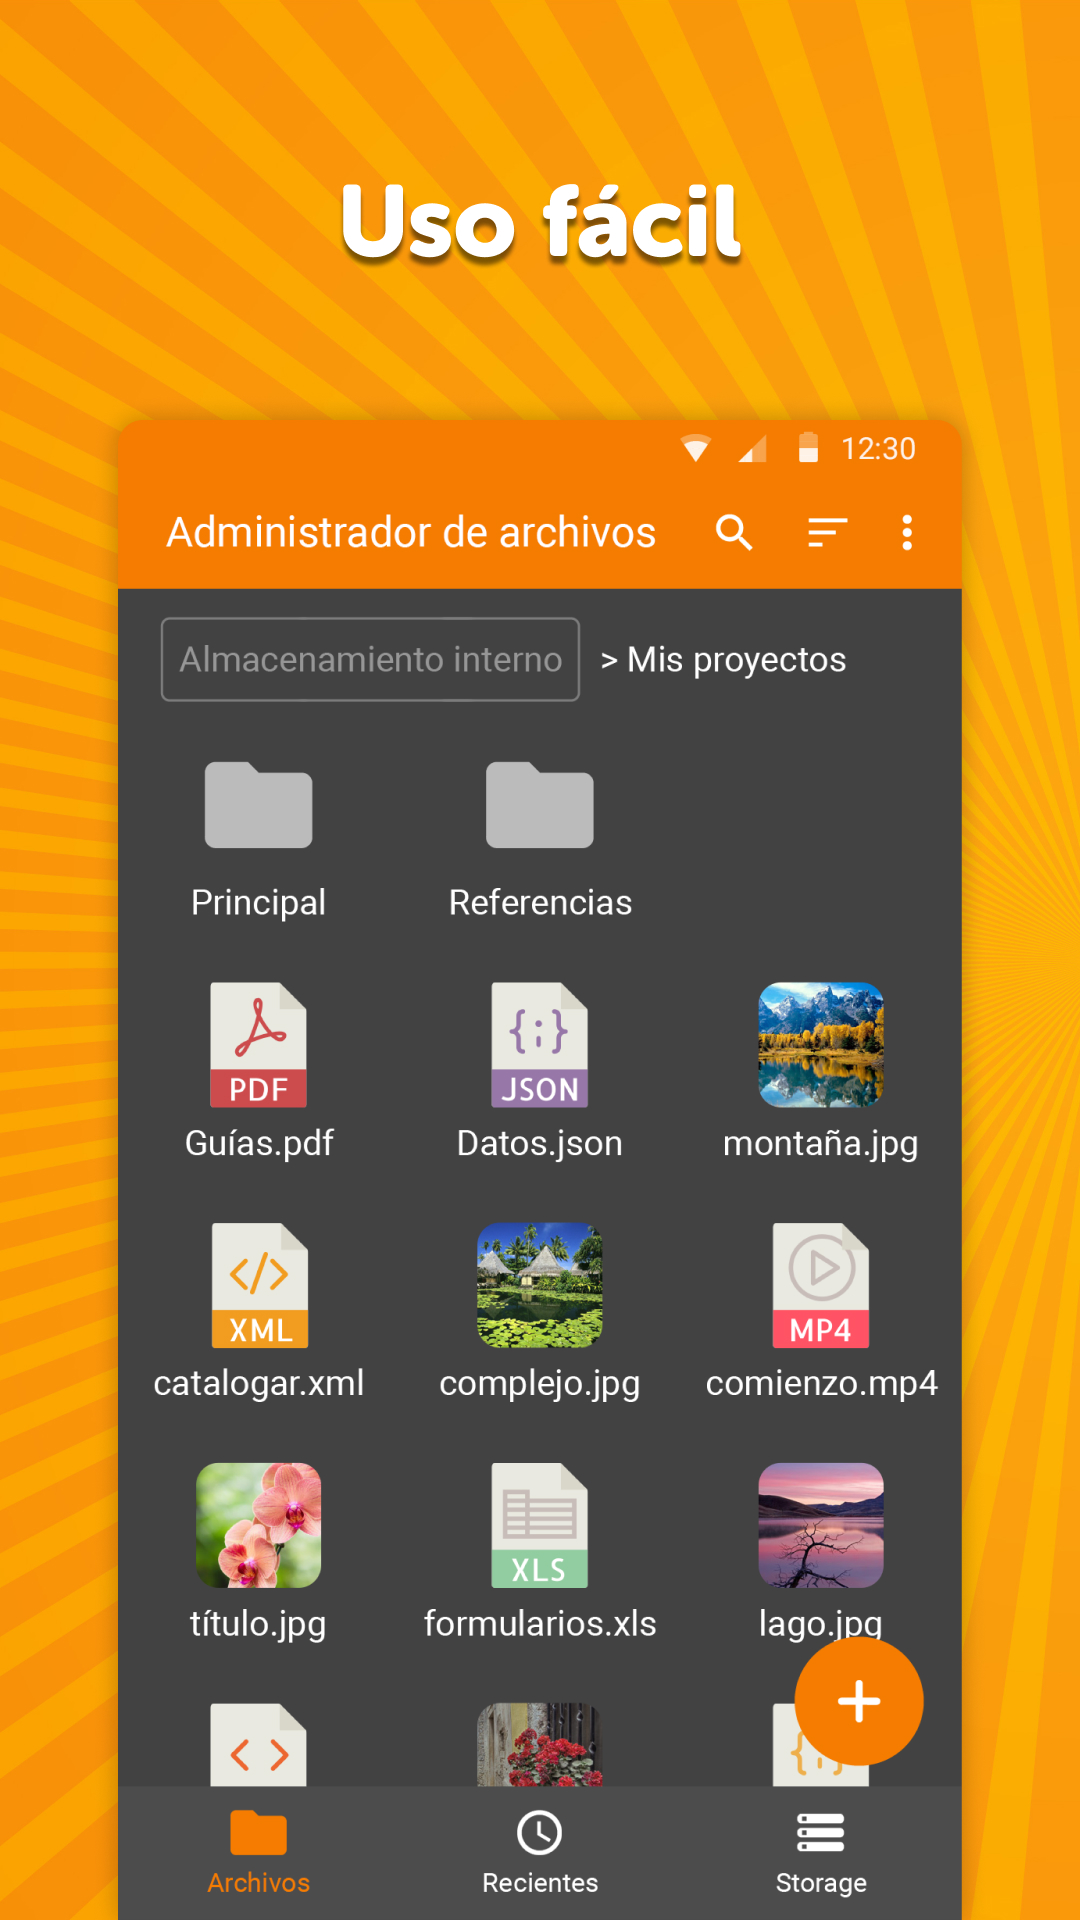 Uso fácil
12:30
Administrador de archivos
Almacenamiento interno > Mis proyectos
Principal Referencias
PDF JSON
Guías.pdf Datos.json montaña.jpg
XML MP4
catalogar.xml complejo.jpg comienzo.mp4
XLS
título.jpg formularios.xls lago.jpg
Archivos Recientes Storage